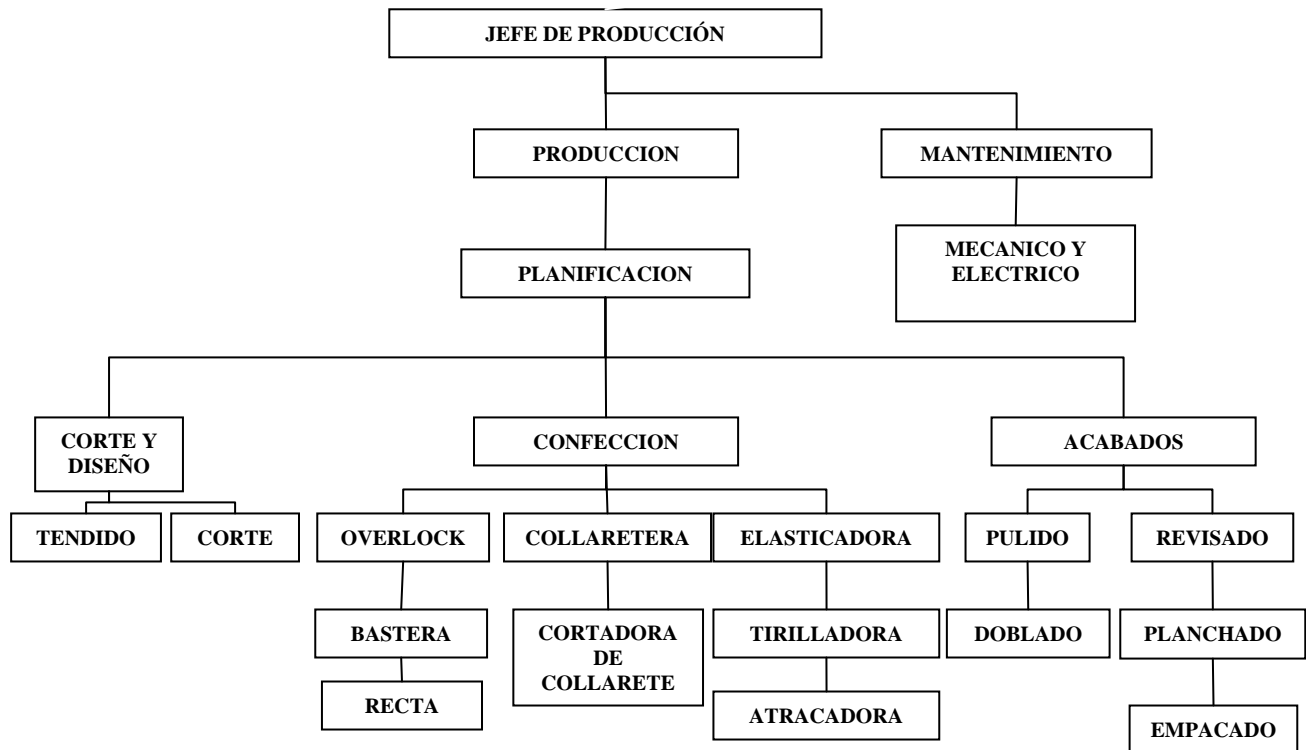 JEFE DE PRODUCCIÓN
PRODUCCION
MANTENIMIENTO
MECANICO Y
ELECTRICO
PLANIFICACION
CORTE Y
DISEÑO
CONFECCION
ACABADOS
TENDIDO
CORTE
OVERLOCK
COLLARETERA
ELASTICADORA
PULIDO
REVISADO
BASTERA
CORTADORA
DE
COLLARETE
TIRILLADORA
DOBLADO
PLANCHADO
RECTA
ATRACADORA
EMPACADO